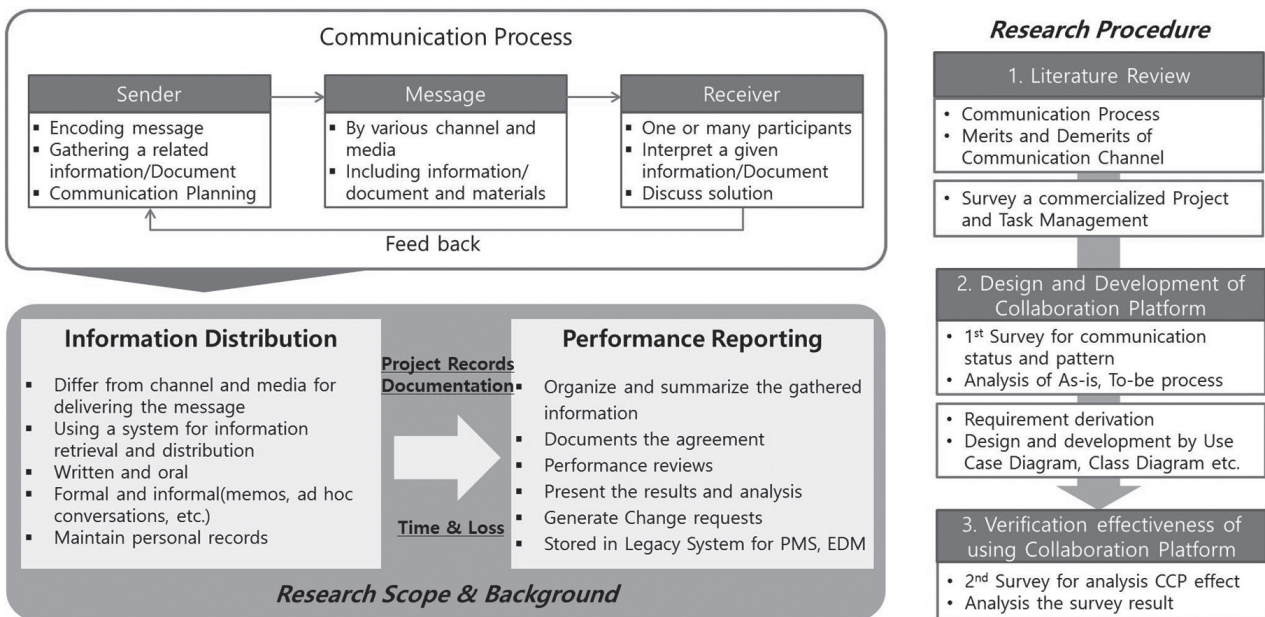 Communication Process
Sender
▪ Encoding message
▪ Gathering a related
information/Document
▪ Communication Planning
Message
▪ By various channel and
media
▪ Including information/
document and materials
Receiver
▪ One or many participants
▪ Interpret a given
information/Document
▪ Discuss solution
Feed back
Information Distribution
▪ Differ from channel and media for
delivering the message
▪ Using a system for information
retrieval and distribution
▪ Written and oral
▪ Formal and informal(memos, ad hoc
conversations, etc.)
▪ Maintain personal records
Project Records
Documentation
Time & Loss
Performance Reporting
▪ Organize and summarize the gathered
information
▪ Documents the agreement
▪ Performance reviews
▪ Present the results and analysis
▪ Generate Change requests
▪ Stored in Legacy System for PMS, EDM
Research Scope & Background
Research Procedure
1. Literature Review
• Communication Process
• Merits and Demerits of
Communication Channel
• Survey a commercialized Project
and Task Management
2. Design and Development of
Collaboration Platform
• 1st Survey for communication
status and pattern
• Analysis of As-is, To-be process
• Requirement derivation
• Design and development by Use
Case Diagram, Class Diagram etc.
3. Verification effectiveness of
using Collaboration Platform
• 2nd Survey for analysis CCP effect
• Analysis the survey result